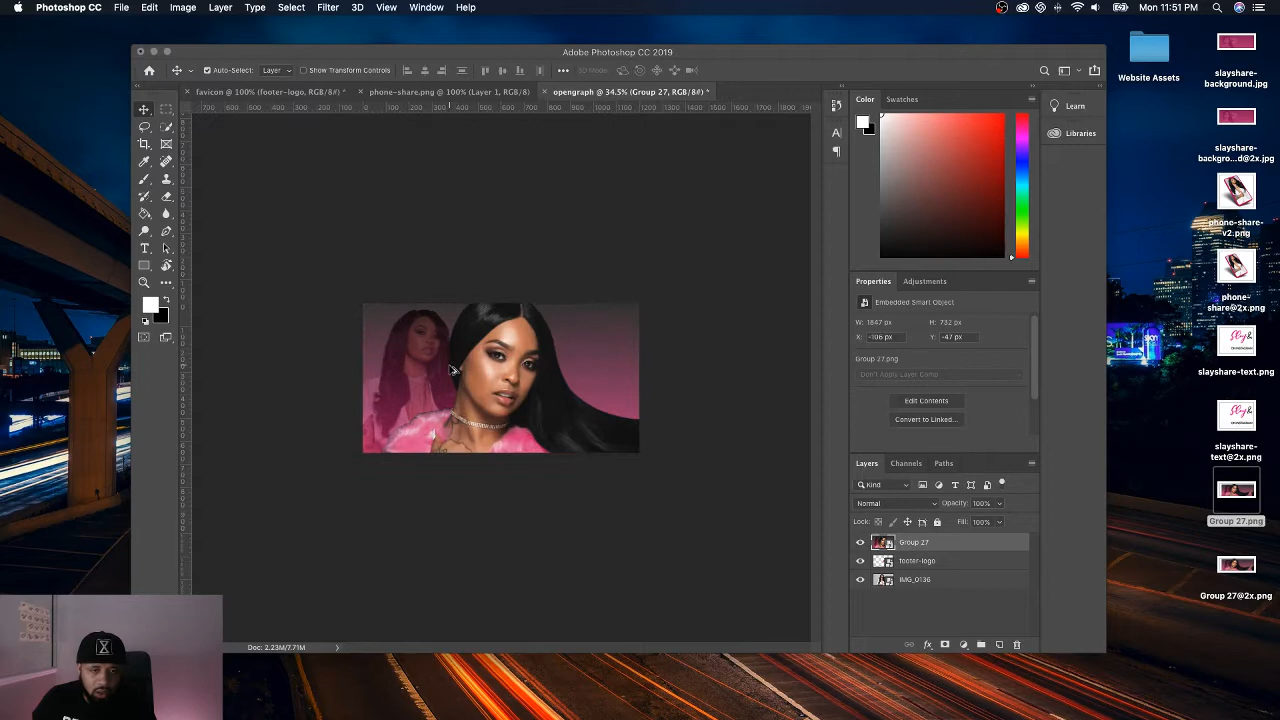 Photoshop CC File Edit Image Layer Type Select Filter 3D View Window Help Mon 11:51 PM
Adobe Photoshop CC 2019
Auto-Select: Layer Show Transform Controls 3D Mode:
favicon @ 100% (footer-logo, RGB/8#) * phone-share.png @ 100% (Layer 1, RGB/8) opengraph @ 34.5% (Group 27, RGB/8#) *
Color Swatches
Learn
Libraries
Properties Adjustments
Embedded Smart Object
W: 1847 px H: 732 px
X: -106 px Y: -47 px
Group 27.png
Don't Apply Layer Comp
Edit Contents
Convert to Linked...
Layers Channels Paths
Kind
Normal Opacity: 100%
Lock: Fill: 100%
Group 27
footer-logo
IMG_0136
Doc: 2.23M/7.71M
Website Assets
slayshare-background.jpg
slayshare-backgro...d@2x.png
phone-share-v2.png
phone-share@2x.png
slayshare-text.png
slayshare-text@2x.png
Group 27.png
Group 27@2x.png